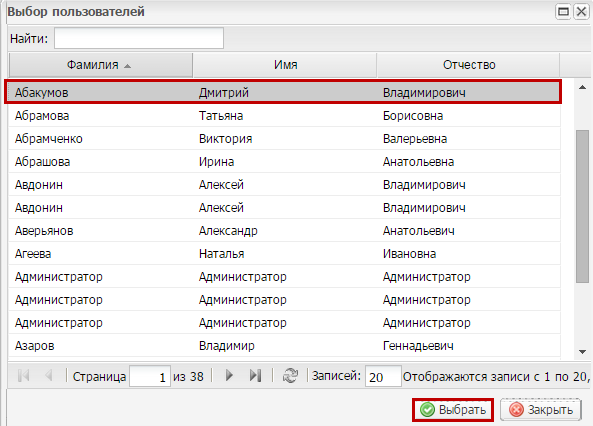 Выбор пользователей
Найти:
Фамилия Имя Отчество
Абакумов Дмитрий Владимирович
Абрамова Татьяна Борисовна
Абрамченко Виктория Валерьевна
Абрашова Ирина Анатольевна
Авдонин Алексей Владимирович
Авдонин Алексей Владимирович
Аверьянов Александр Анатольевич
Агеева Наталья Ивановна
Администратор Администратор Администратор
Администратор Администратор Администратор
Администратор Администратор Администратор
Азаров Владимир Геннадьевич
Страница 1 из 38 Записей: 20 Отображаются записи с 1 по 20,
Выбрать Закрыть